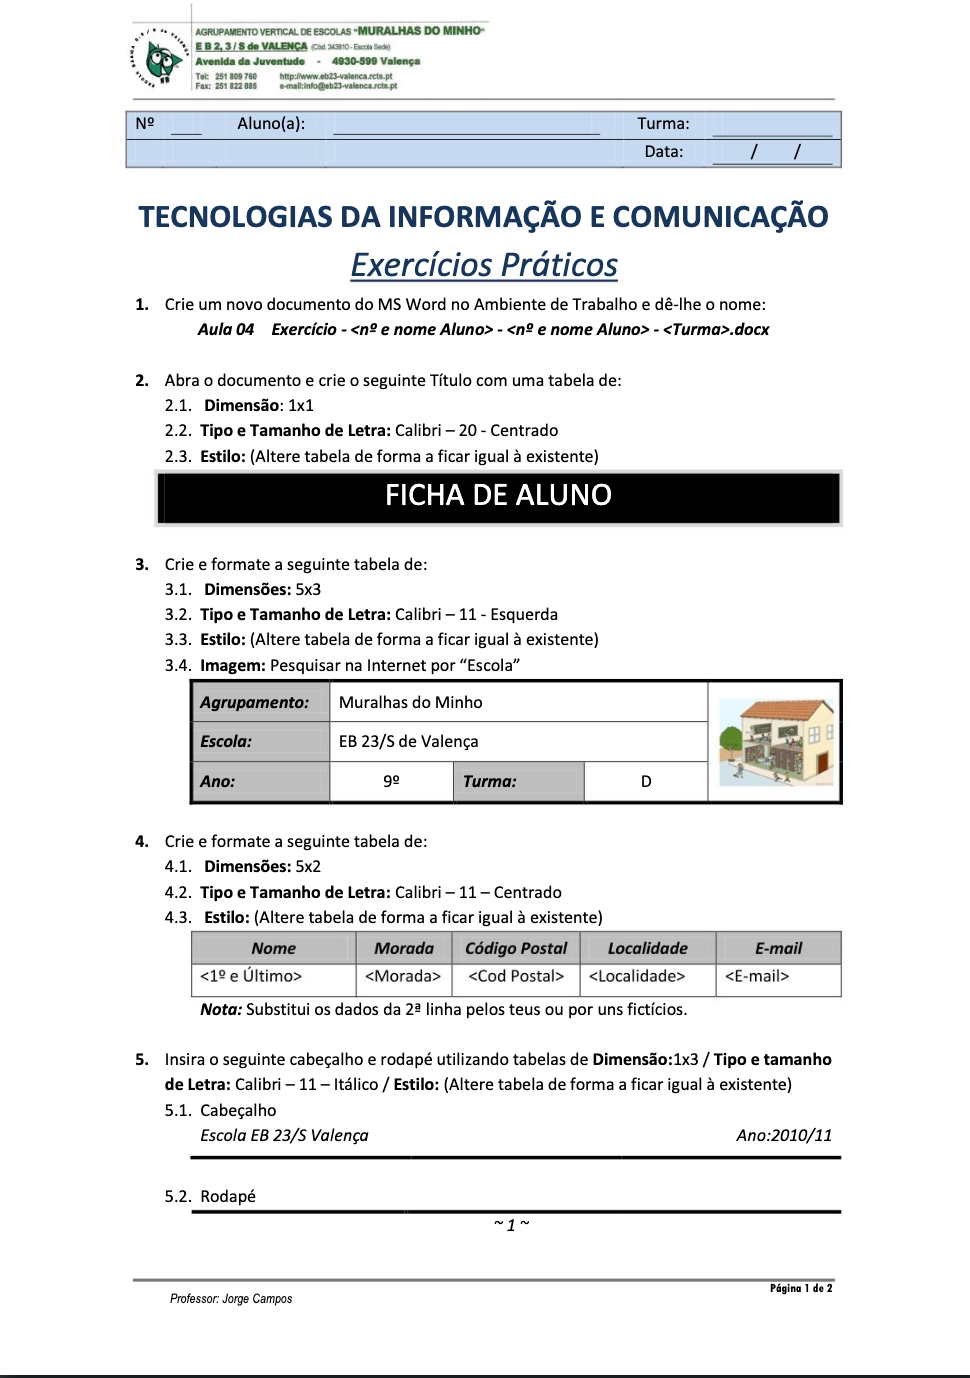 AGRUPAMENTO VERTICAL DE ESCOLAS "MURALHAS DO MINHO"
E B 2, 3 / S de VALENÇA (Cód. 343810 - Escola Sede)
Avenida da Juventude - 4930-599 Valença
Tel: 251 809 760 http://www.eb23-valenca.rcts.pt
Fax: 251 822 885 e-mail:info@eb23-valenca.rcts.pt
Nº ___ Aluno(a): ___ Turma: ___
Data: / /
TECNOLOGIAS DA INFORMAÇÃO E COMUNICAÇÃO
Exercícios Práticos
1. Crie um novo documento do MS Word no Ambiente de Trabalho e dê-lhe o nome:
Aula 04 Exercício - <nº e nome Aluno> - <nº e nome Aluno> - <Turma>.docx
2. Abra o documento e crie o seguinte Título com uma tabela de:
2.1. Dimensão: 1x1
2.2. Tipo e Tamanho de Letra: Calibri – 20 - Centrado
2.3. Estilo: (Altere tabela de forma a ficar igual à existente)
FICHA DE ALUNO
3. Crie e formate a seguinte tabela de:
3.1. Dimensões: 5x3
3.2. Tipo e Tamanho de Letra: Calibri – 11 - Esquerda
3.3. Estilo: (Altere tabela de forma a ficar igual à existente)
3.4. Imagem: Pesquisar na Internet por “Escola”
Agrupamento: Muralhas do Minho
Escola: EB 23/S de Valença
Ano: 9º Turma: D
4. Crie e formate a seguinte tabela de:
4.1. Dimensões: 5x2
4.2. Tipo e Tamanho de Letra: Calibri – 11 – Centrado
4.3. Estilo: (Altere tabela de forma a ficar igual à existente)
Nome Morada Código Postal Localidade E-mail
<1º e Último> <Morada> <Cod Postal> <Localidade> <E-mail>
Nota: Substitui os dados da 2ª linha pelos teus ou por uns fictícios.
5. Insira o seguinte cabeçalho e rodapé utilizando tabelas de Dimensão:1x3 / Tipo e tamanho
de Letra: Calibri – 11 – Itálico / Estilo: (Altere tabela de forma a ficar igual à existente)
5.1. Cabeçalho
Escola EB 23/S Valença Ano:2010/11
5.2. Rodapé
~ 1 ~
Página 1 de 2
Professor: Jorge Campos